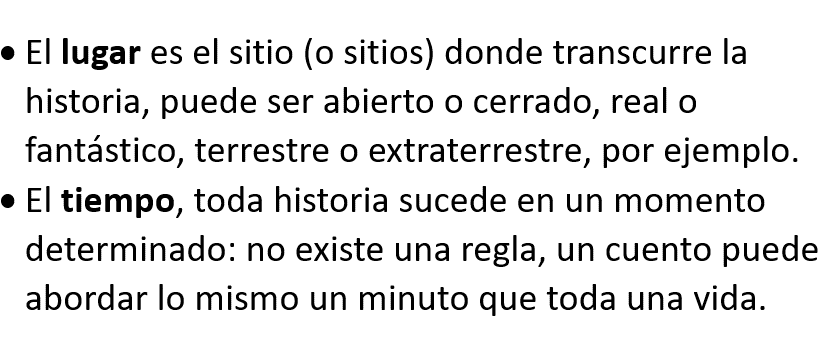 • El lugar es el sitio (o sitios) donde transcurre la
historia, puede ser abierto o cerrado, real o
fantástico, terrestre o extraterrestre, por ejemplo.
• El tiempo, toda historia sucede en un momento
determinado: no existe una regla, un cuento puede
abordar lo mismo un minuto que toda una vida.